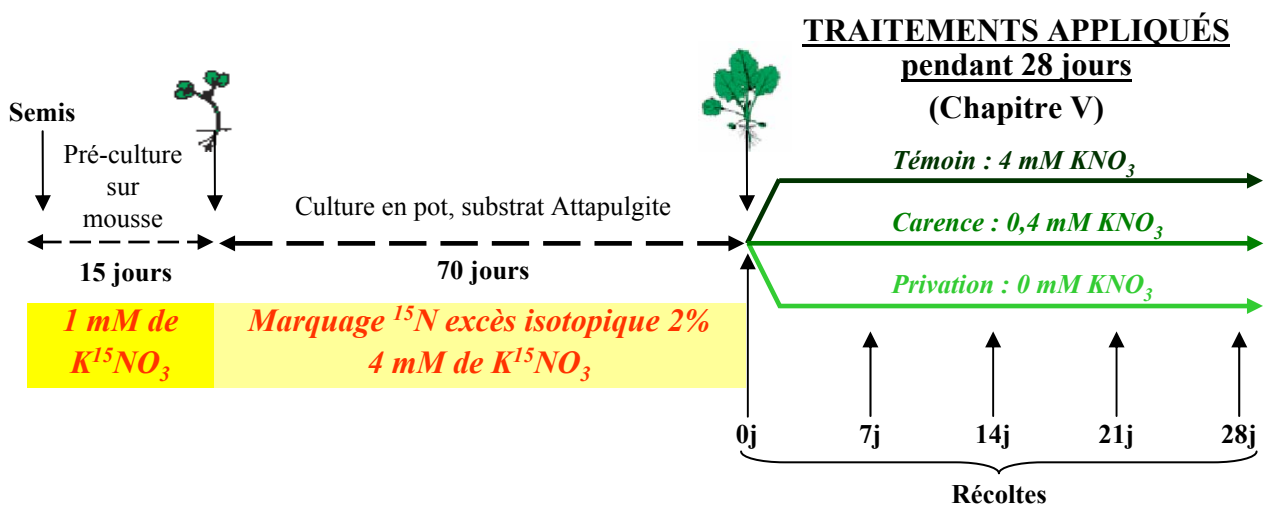 TRAITEMENTS APPLIQUÉS
pendant 28 jours
(Chapitre V)
Semis
Pré-culture
sur
mousse
Culture en pot, substrat Attapulgite
15 jours
70 jours
1 mM de
K¹⁵NO₃
Marquage ¹⁵N excès isotopique 2%
4 mM de K¹⁵NO₃
Témoin : 4 mM KNO₃
Carence : 0,4 mM KNO₃
Privation : 0 mM KNO₃
0j 7j 14j 21j 28j
Récoltes